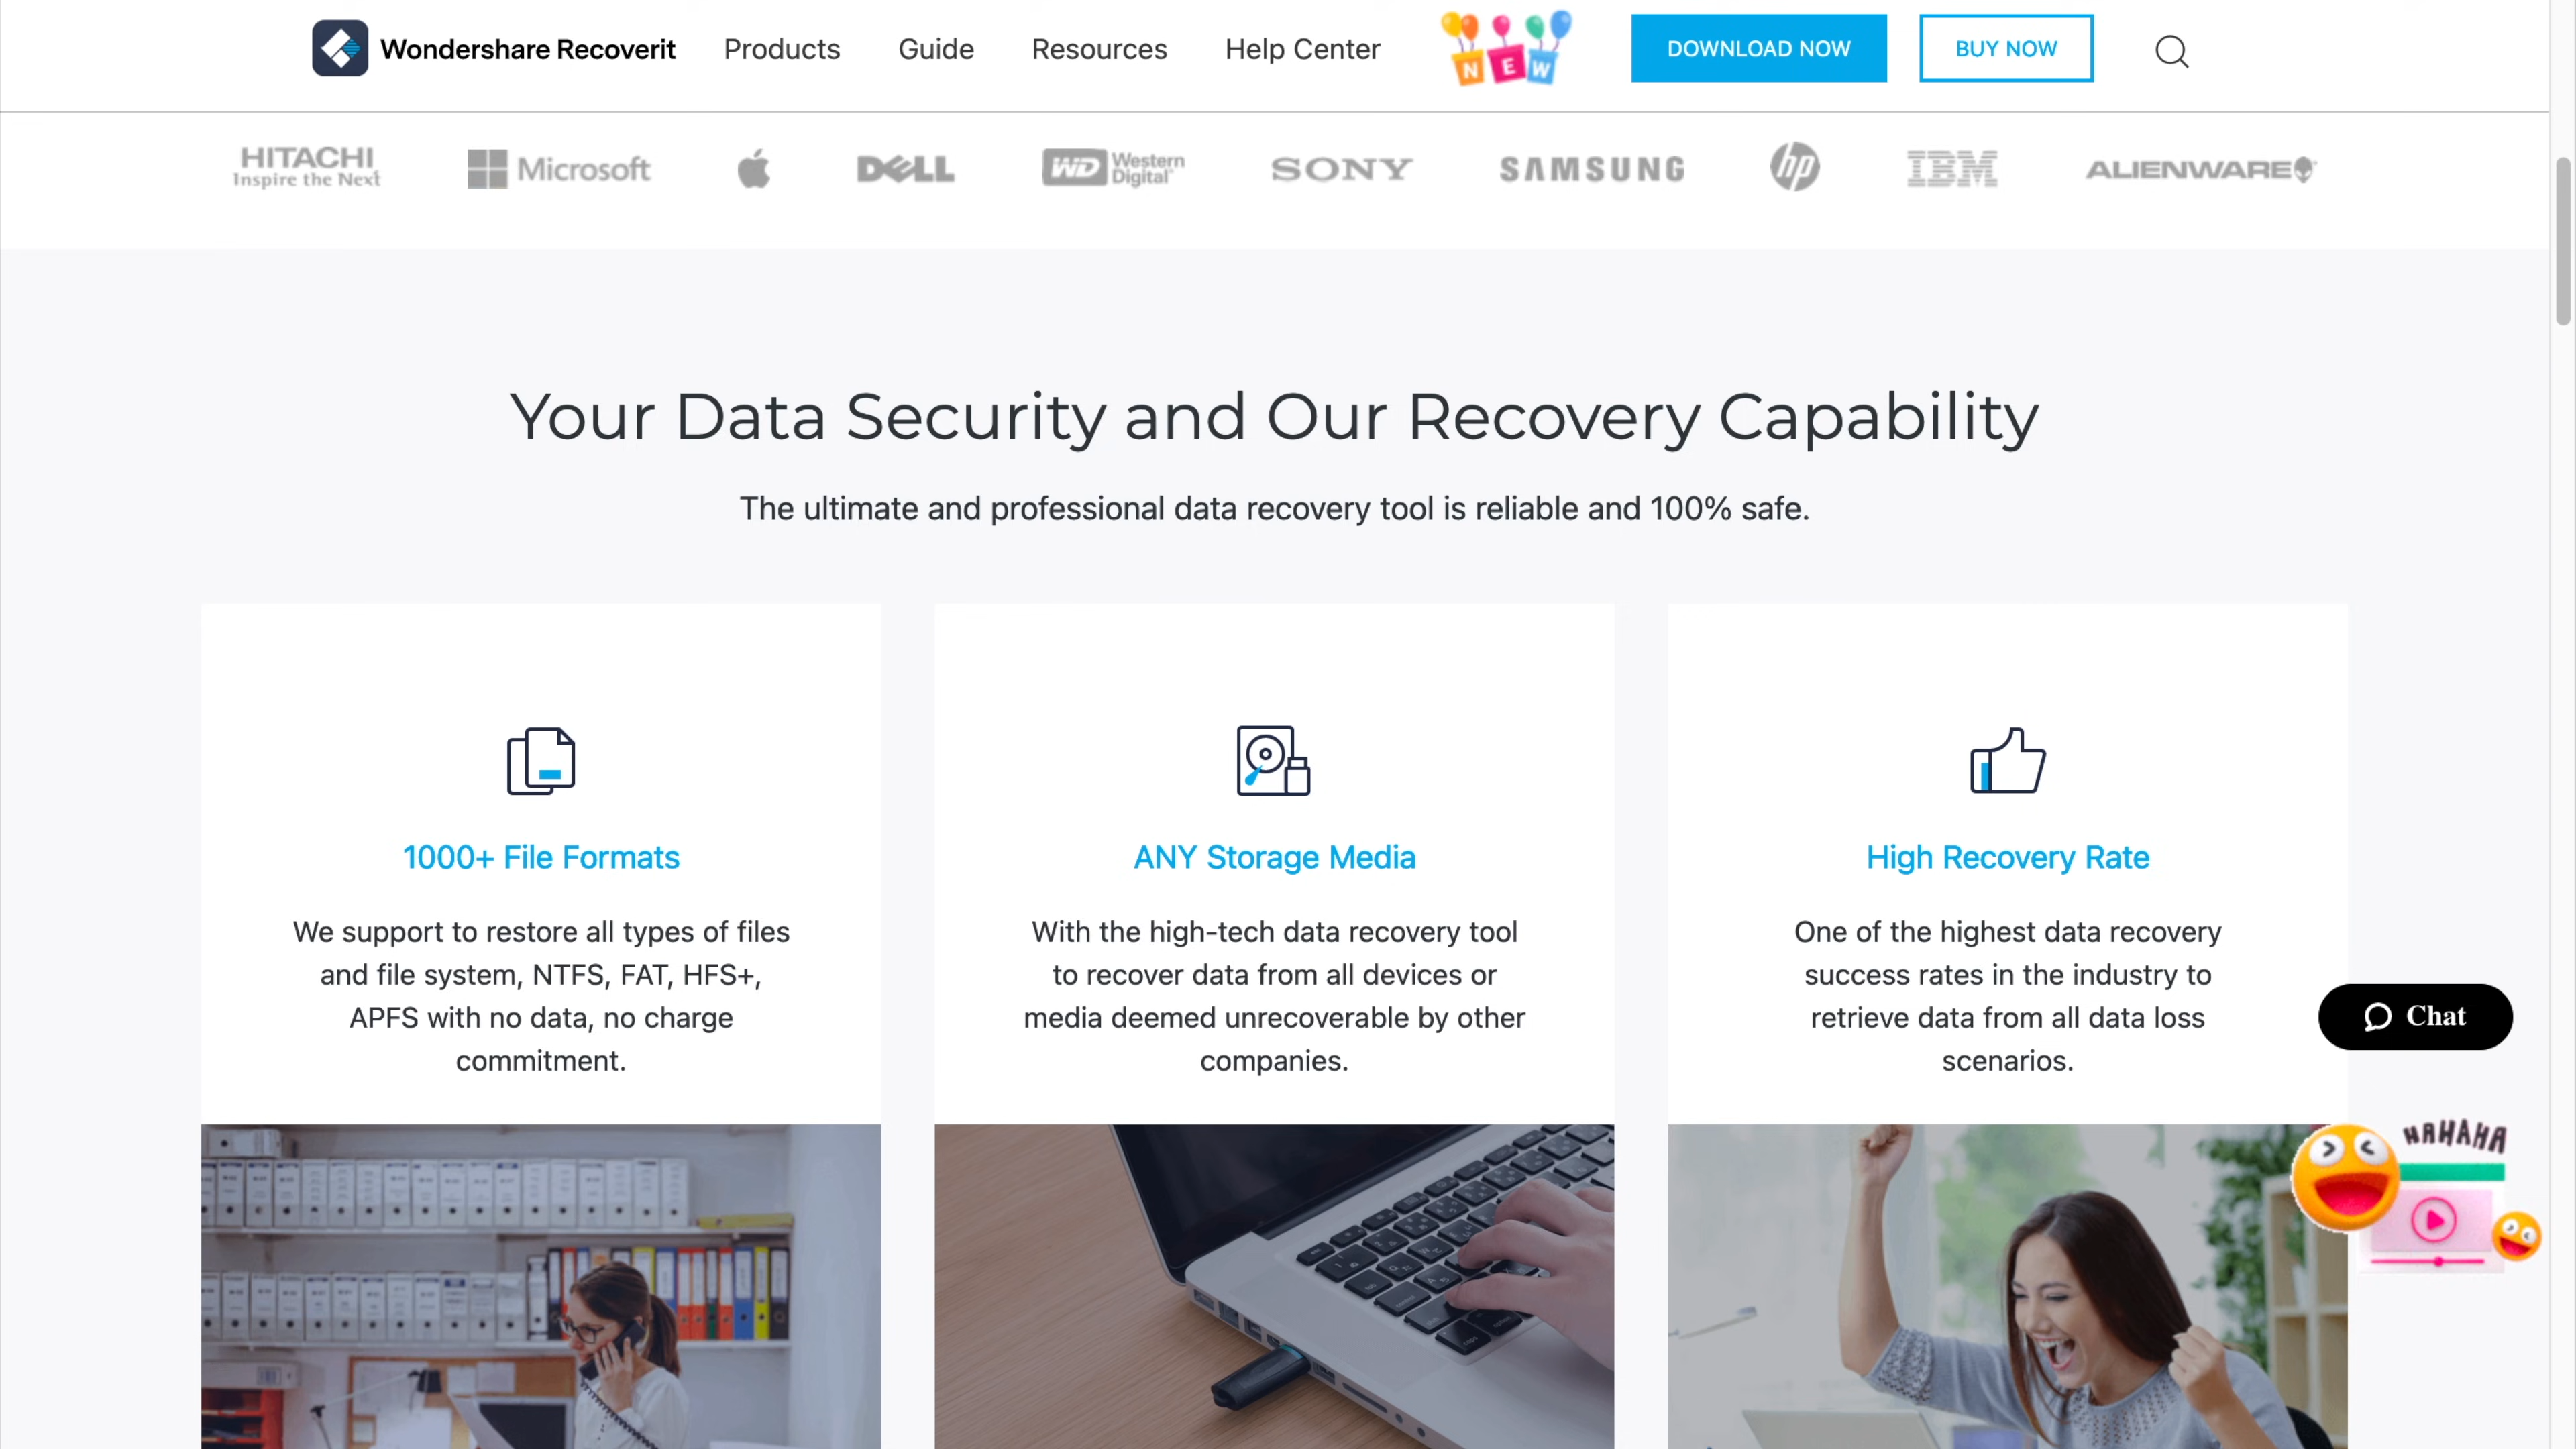 Wondershare Recoverit Products Guide Resources Help Center NEW DOWNLOAD NOW BUY NOW
HITACHI
Inspire the Next
Microsoft
DELL
WD Western
Digital
SONY
SAMSUNG
hp
IBM
ALIENWARE
Your Data Security and Our Recovery Capability
The ultimate and professional data recovery tool is reliable and 100% safe.
1000+ File Formats
We support to restore all types of files
and file system, NTFS, FAT, HFS+,
APFS with no data, no charge
commitment.
ANY Storage Media
With the high-tech data recovery tool
to recover data from all devices or
media deemed unrecoverable by other
companies.
High Recovery Rate
One of the highest data recovery
success rates in the industry to
retrieve data from all data loss
scenarios.
Chat
HAHAHA